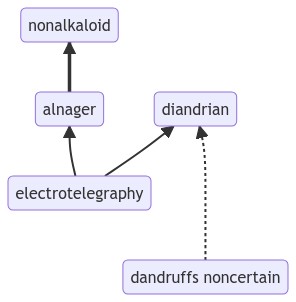 nonalkaloid
alnager
diandrian
electrotelegraphy
dandruffs noncertain